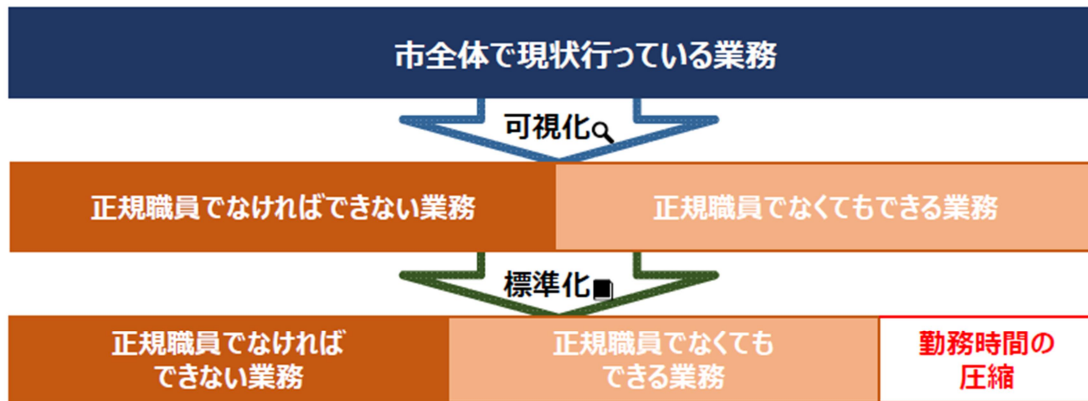 市全体で現状行っている業務
可視化
正規職員でなければできない業務
正規職員でなくてもできる業務
標準化
正規職員でなければ
できない業務
正規職員でなくても
できる業務
勤務時間の
圧縮